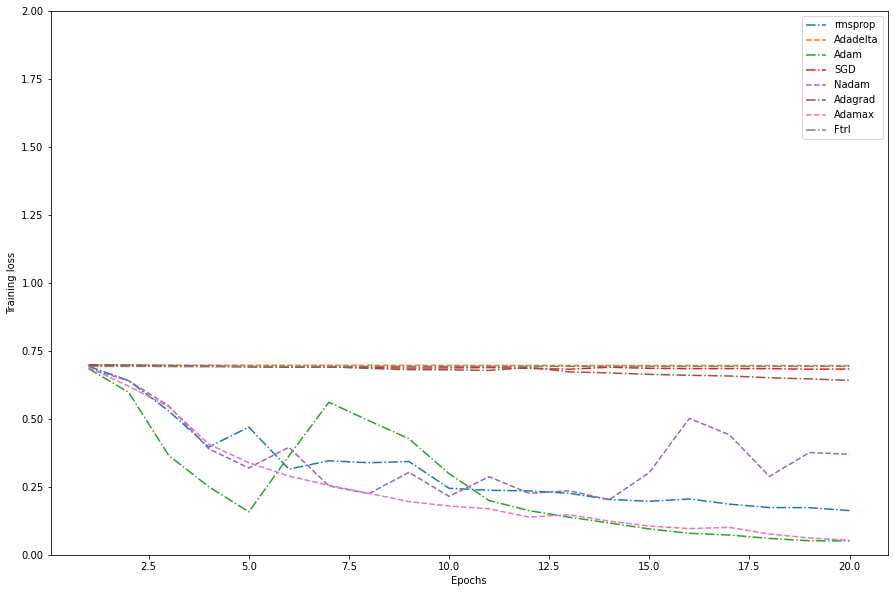 2.00
1.75
1.50
1.25
1.00
0.75
0.50
0.25
0.00
Training loss
2.5
5.0
7.5
10.0
12.5
15.0
17.5
20.0
Epochs
rmsprop
Adadelta
Adam
SGD
Nadam
Adagrad
Adamax
Ftrl